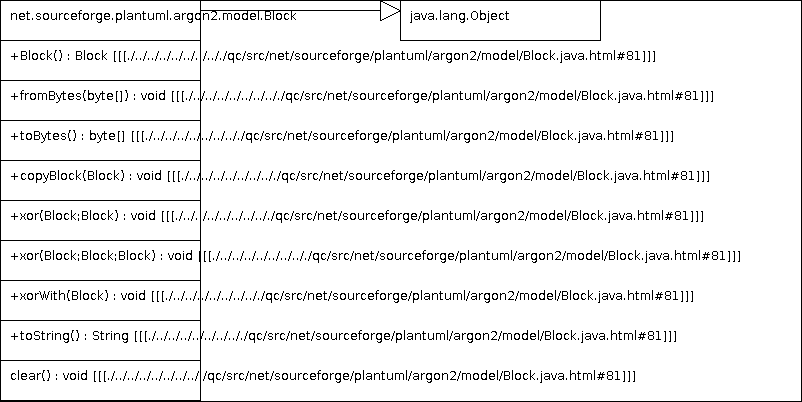 net.sourceforge.plantuml.argon2.model.Block
java.lang.Object
+Block() : Block [[[./../../../../../../../../qc/src/net/sourceforge/plantuml/argon2/model/Block.java.html#81]]]
+fromBytes(byte[]) : void [[[./../../../../../../../../qc/src/net/sourceforge/plantuml/argon2/model/Block.java.html#81]]]
+toBytes() : byte[] [[[./../../../../../../../../qc/src/net/sourceforge/plantuml/argon2/model/Block.java.html#81]]]
+copyBlock(Block) : void [[[./../../../../../../../../qc/src/net/sourceforge/plantuml/argon2/model/Block.java.html#81]]]
+xor(Block;Block) : void [[[./../../../../../../../../qc/src/net/sourceforge/plantuml/argon2/model/Block.java.html#81]]]
+xor(Block;Block;Block) : void [[[./../../../../../../../../qc/src/net/sourceforge/plantuml/argon2/model/Block.java.html#81]]]
+xorWith(Block) : void [[[./../../../../../../../../qc/src/net/sourceforge/plantuml/argon2/model/Block.java.html#81]]]
+toString() : String [[[./../../../../../../../../qc/src/net/sourceforge/plantuml/argon2/model/Block.java.html#81]]]
clear() : void [[[./../../../../../../../../qc/src/net/sourceforge/plantuml/argon2/model/Block.java.html#81]]]